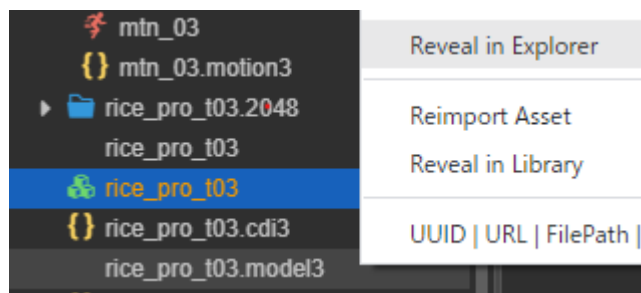 mtn_03
mtn_03.motion3
rice_pro_t03.2048
rice_pro_t03
rice_pro_t03
rice_pro_t03.cdi3
rice_pro_t03.model3
Reveal in Explorer
Reimport Asset
Reveal in Library
UUID | URL | FilePath |